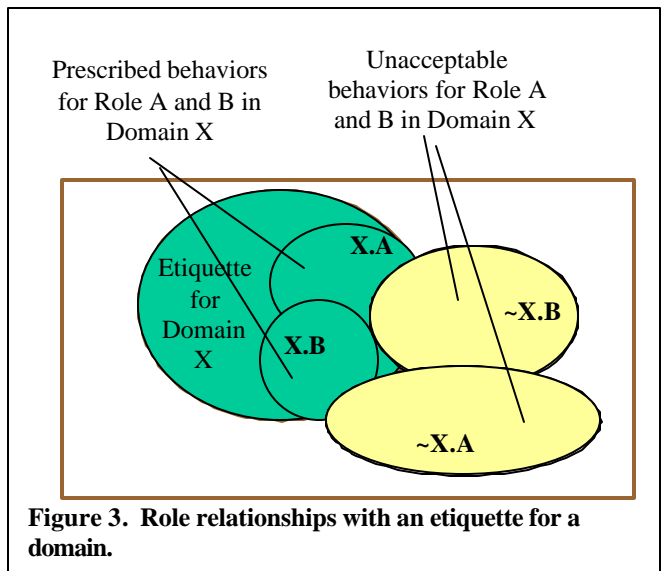 Prescribed behaviors
for Role A and B in
Domain X
Unacceptable
behaviors for Role A
and B in Domain X
X.A
Etiquette
for
Domain
X
X.B
~X.B
~X.A
Figure 3. Role relationships with an etiquette for a
domain.